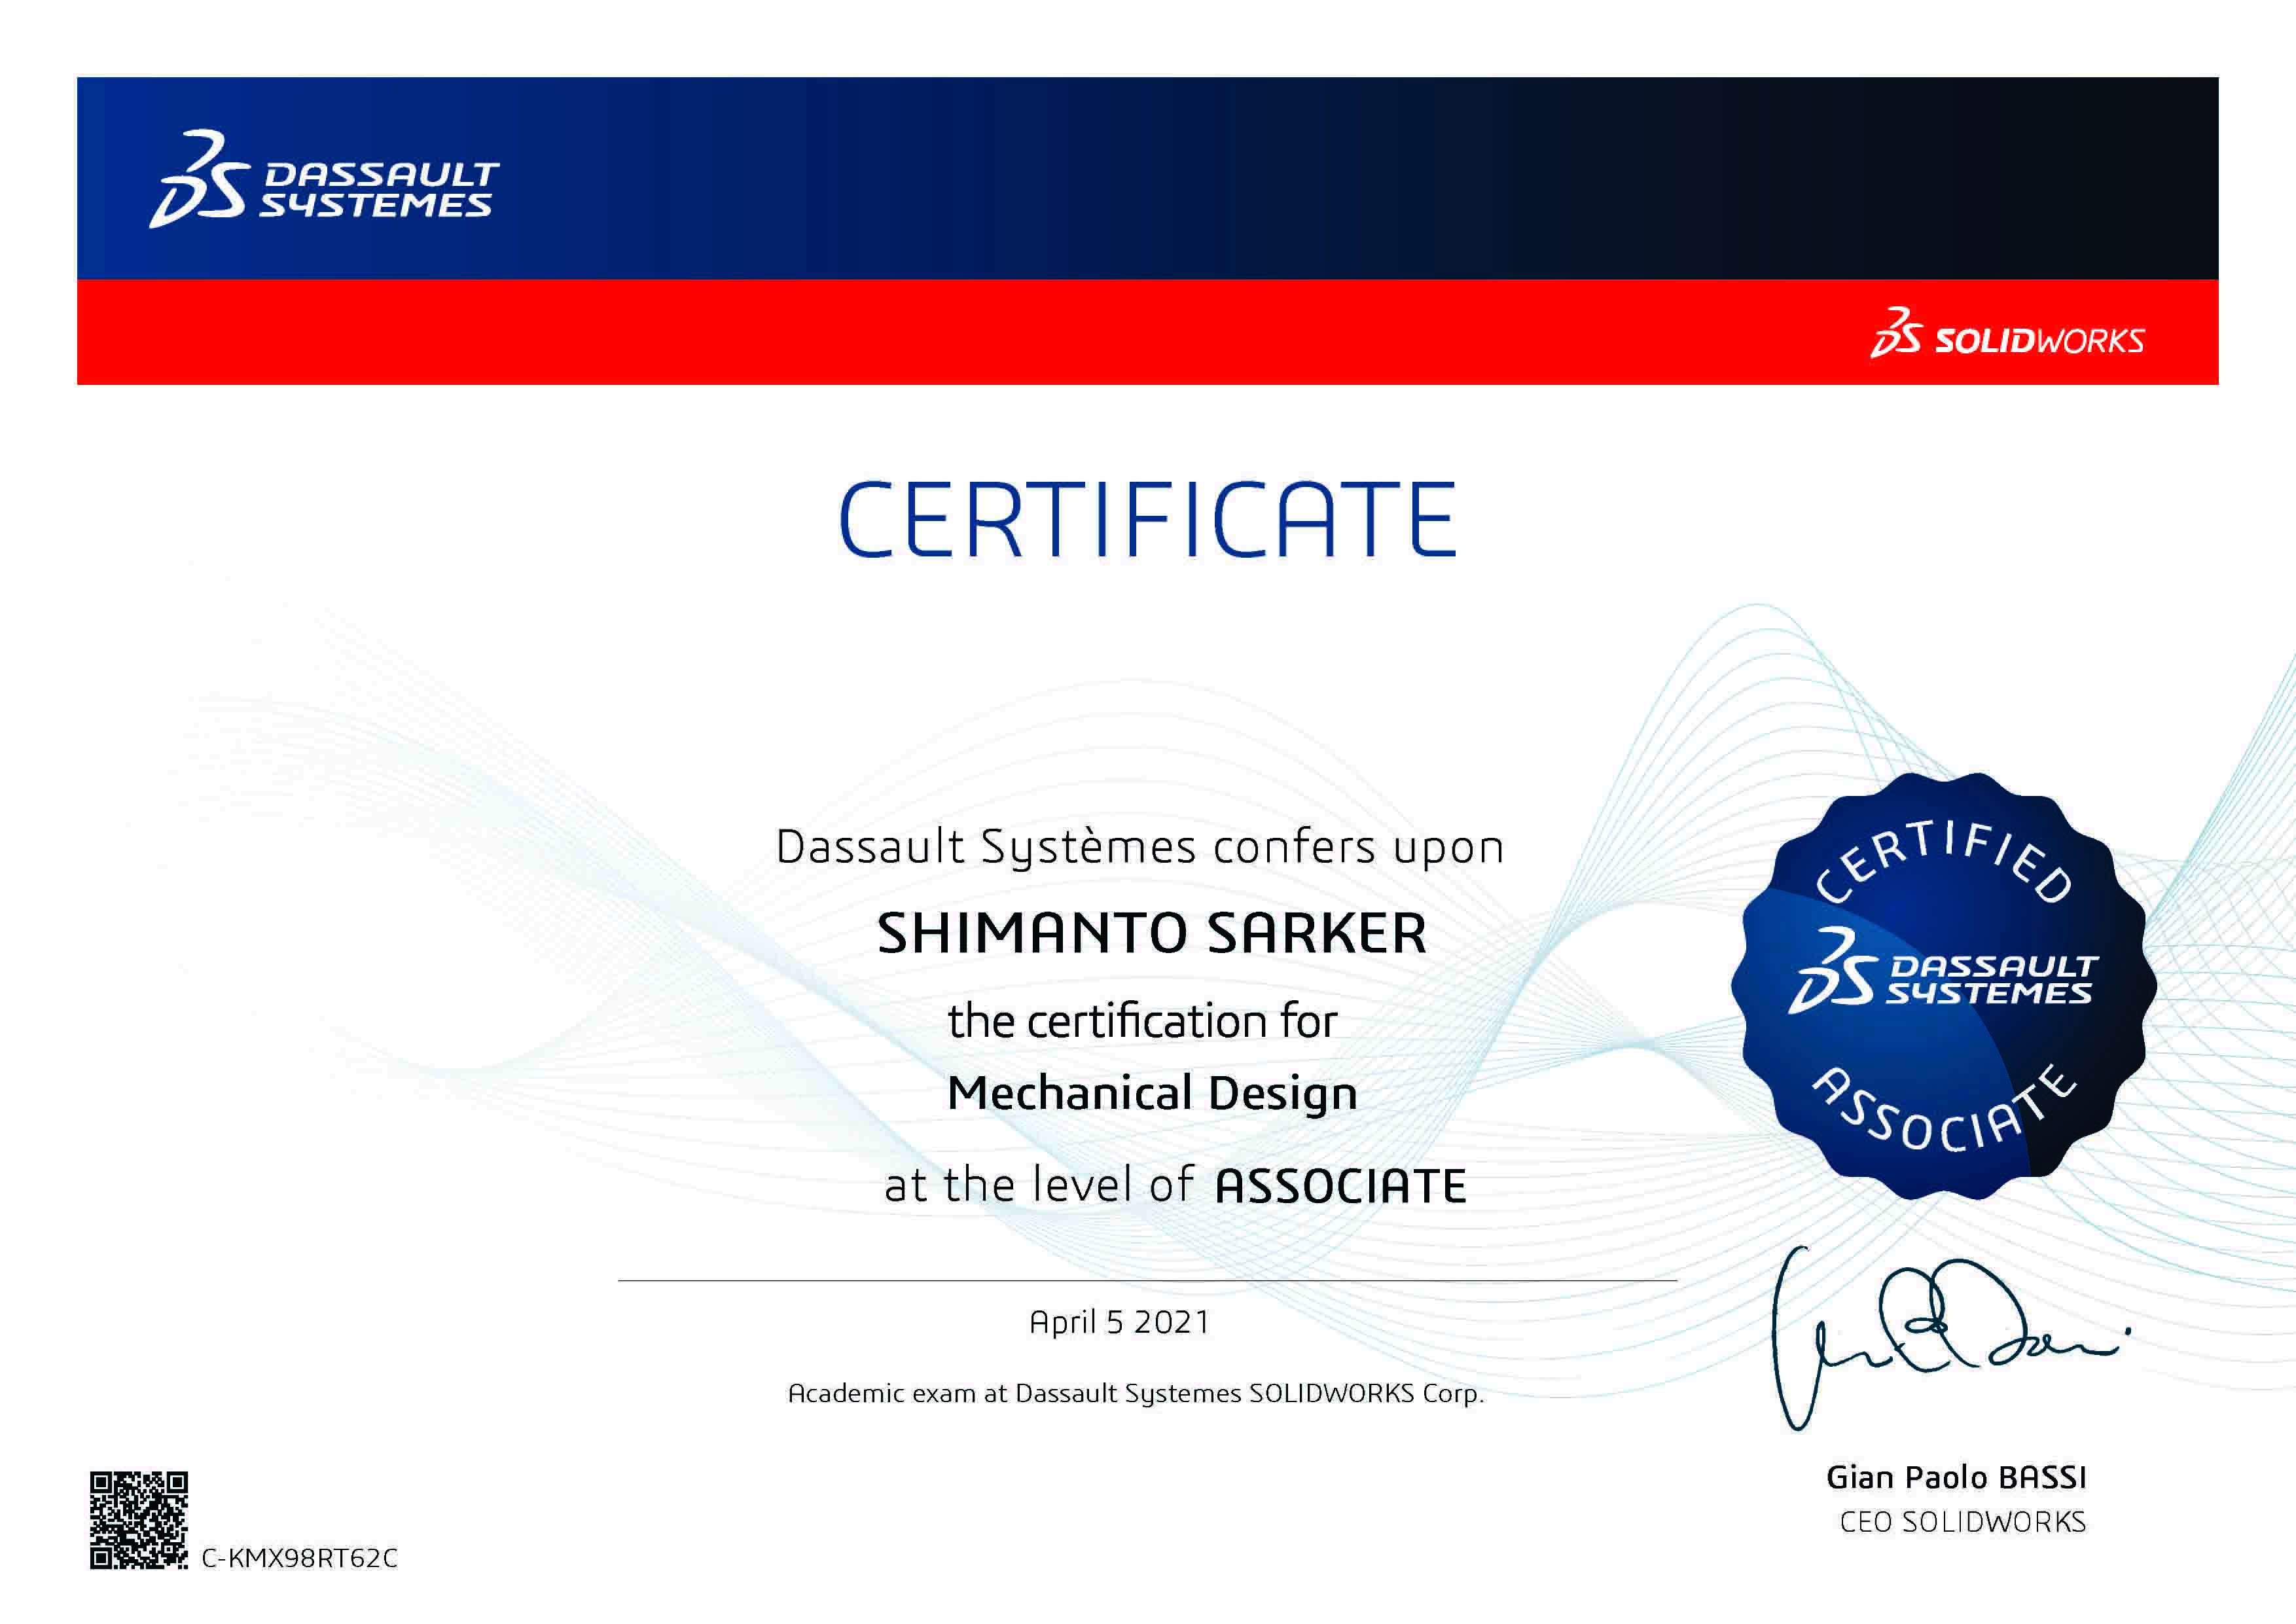 DASSAULT
SYSTEMES
SOLIDWORKS
CERTIFICATE
Dassault Systèmes confers upon
SHIMANTO SARKER
the certification for
Mechanical Design
at the level of ASSOCIATE
CERTIFIED
DASSAULT
SYSTEMES
ASSOCIATE
April 5 2021
Academic exam at Dassault Systemes SOLIDWORKS Corp.
Gian Paolo BASSI
CEO SOLIDWORKS
C-KMX98RT62C